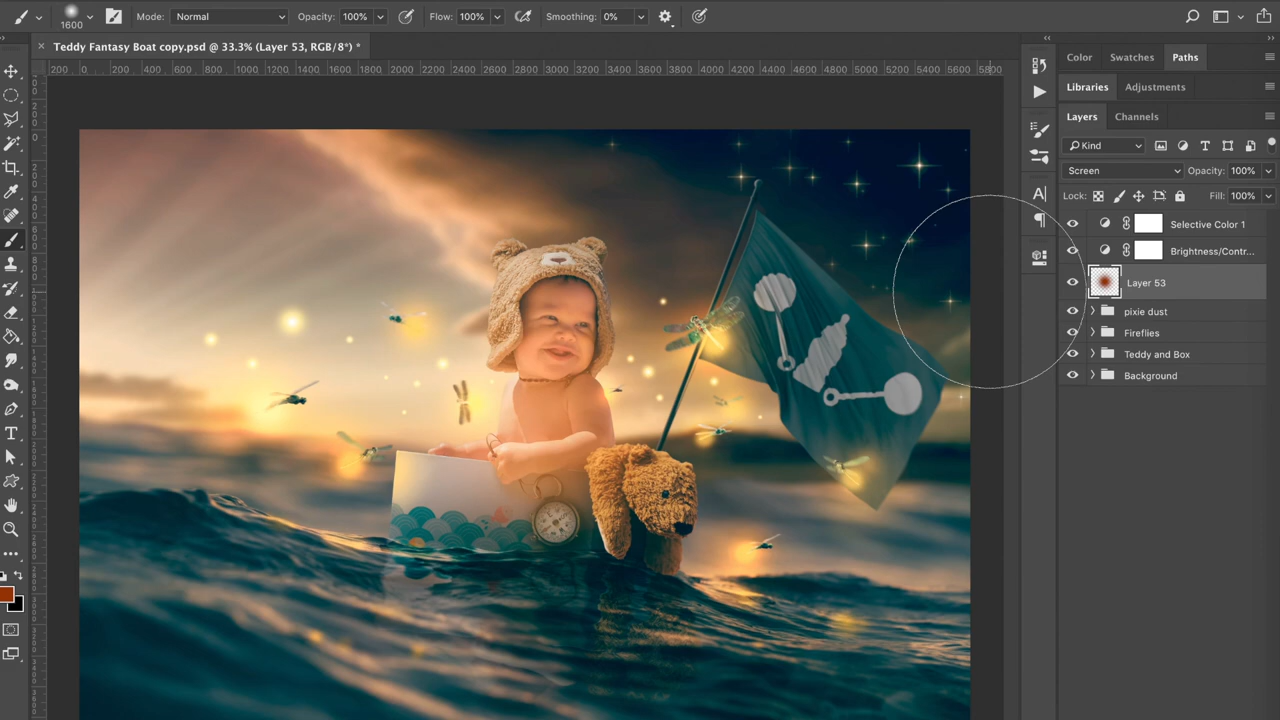 1600
Mode: Normal Opacity: 100% Flow: 100% Smoothing: 0%
× Teddy Fantasy Boat copy.psd @ 33.3% (Layer 53, RGB/8*) *
200 0 200 400 600 800 1000 1200 1400 1600 1800 2000 2200 2400 2600 2800 3000 3200 3400 3600 3800 4000 4200 4400 4600 4800 5000 5200 5400 5600 5800
Color Swatches Paths
Libraries Adjustments
Layers Channels
Kind
Screen Opacity: 100%
Lock: Fill: 100%
Selective Color 1
Brightness/Contr...
Layer 53
pixie dust
Fireflies
Teddy and Box
Background